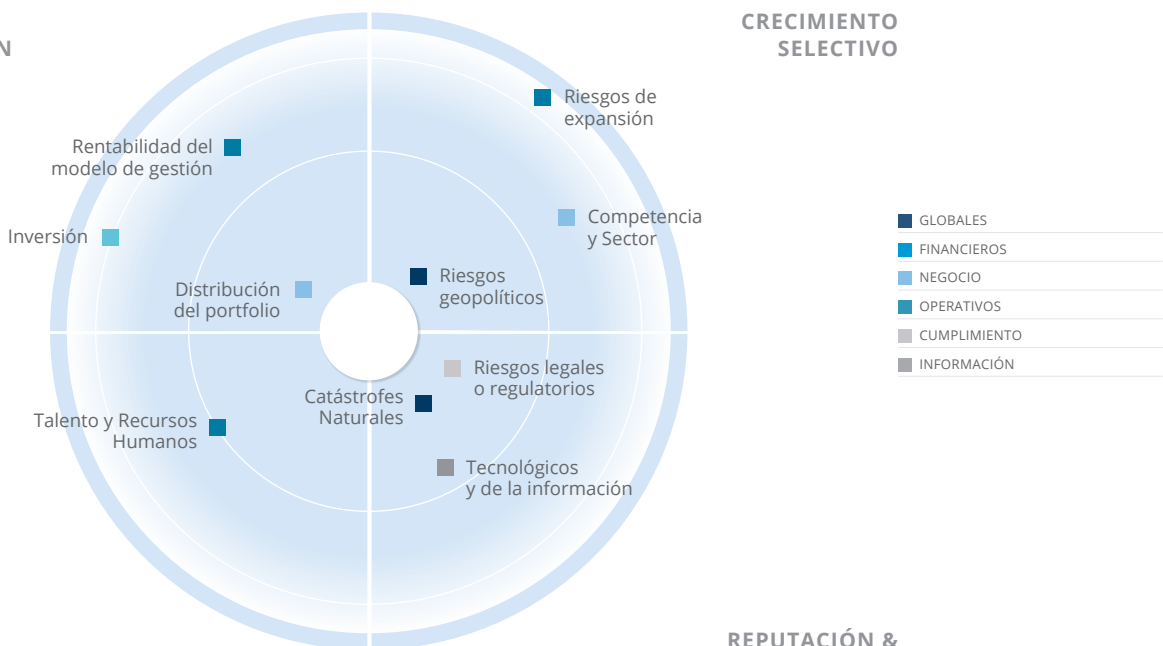 CRECIMIENTO
SELECTIVO
N
Riesgos de
expansión
Rentabilidad del
modelo de gestión
Competencia
y Sector
Inversión
Riesgos
geopolíticos
Distribución
del portfolio
GLOBALES
FINANCIEROS
NEGOCIO
OPERATIVOS
CUMPLIMIENTO
INFORMACIÓN
Riesgos legales
o regulatorios
Catástrofes
Naturales
Talento y Recursos
Humanos
Tecnológicos
y de la información
REPUTACIÓN &